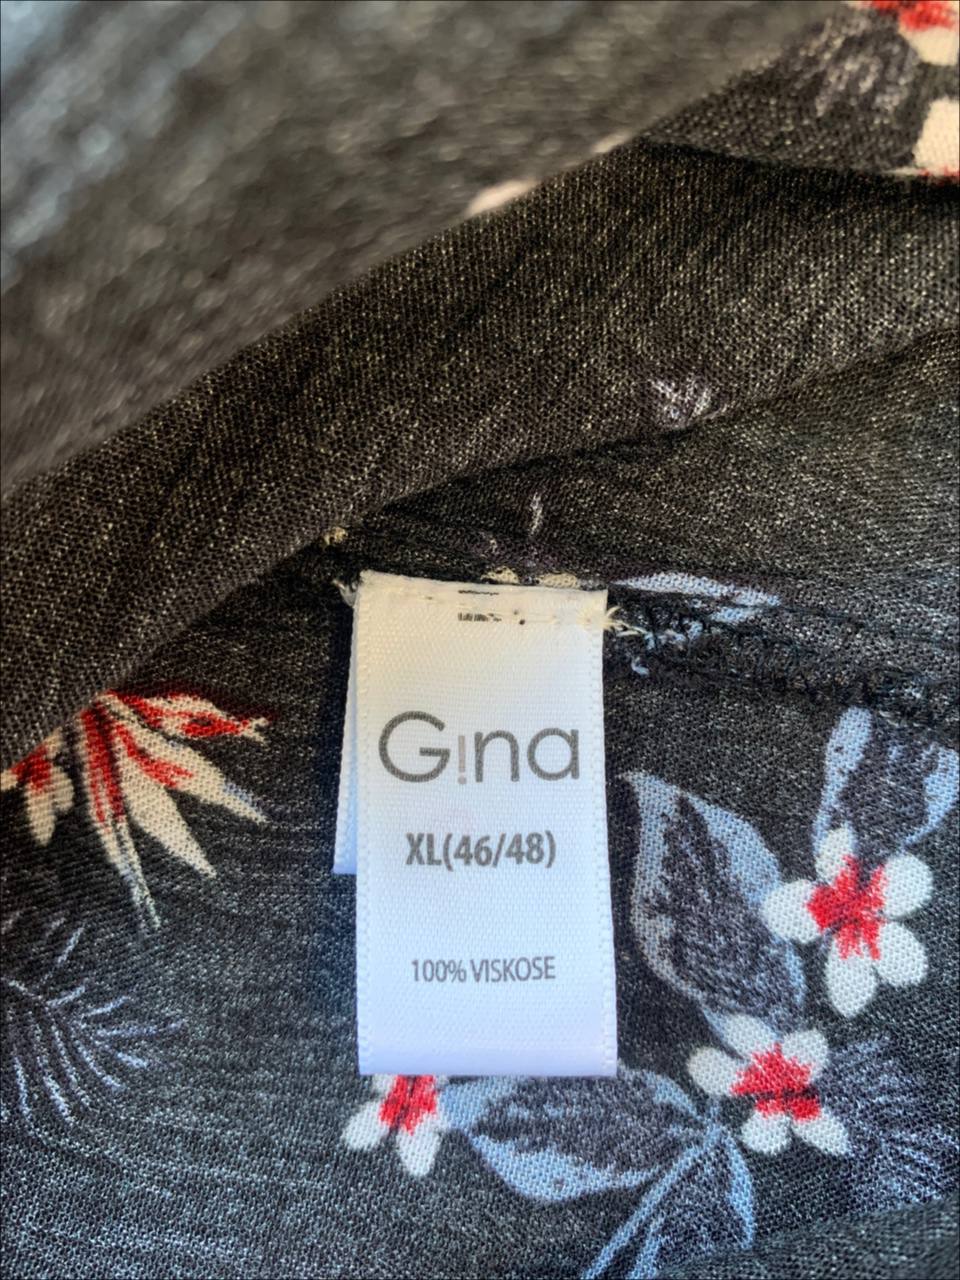 Gina
XL(46/48)
100% VISKOSE